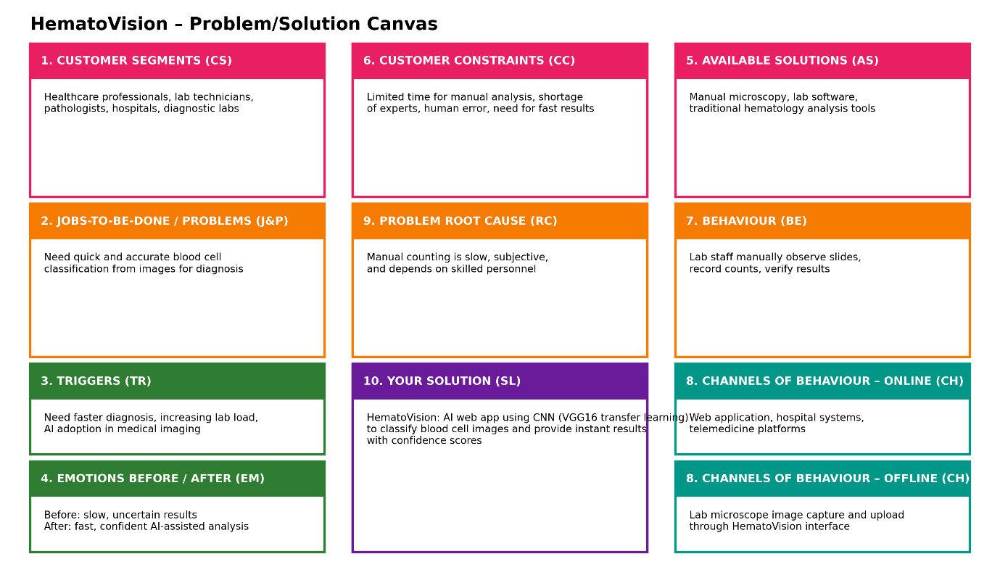 HematoVision – Problem/Solution Canvas
1. CUSTOMER SEGMENTS (CS)
Healthcare professionals, lab technicians,
pathologists, hospitals, diagnostic labs
6. CUSTOMER CONSTRAINTS (CC)
Limited time for manual analysis, shortage
of experts, human error, need for fast results
5. AVAILABLE SOLUTIONS (AS)
Manual microscopy, lab software,
traditional hematology analysis tools
2. JOBS-TO-BE-DONE / PROBLEMS (J&P)
Need quick and accurate blood cell
classification from images for diagnosis
9. PROBLEM ROOT CAUSE (RC)
Manual counting is slow, subjective,
and depends on skilled personnel
7. BEHAVIOUR (BE)
Lab staff manually observe slides,
record counts, verify results
3. TRIGGERS (TR)
Need faster diagnosis, increasing lab load,
AI adoption in medical imaging
4. EMOTIONS BEFORE / AFTER (EM)
Before: slow, uncertain results
After: fast, confident AI-assisted analysis
10. YOUR SOLUTION (SL)
HematoVision: AI web app using CNN (VGG16 transfer learning)
to classify blood cell images and provide instant results
with confidence scores
8. CHANNELS OF BEHAVIOUR – ONLINE (CH)
Web application, hospital systems,
telemedicine platforms
8. CHANNELS OF BEHAVIOUR – OFFLINE (CH)
Lab microscope image capture and upload
through HematoVision interface